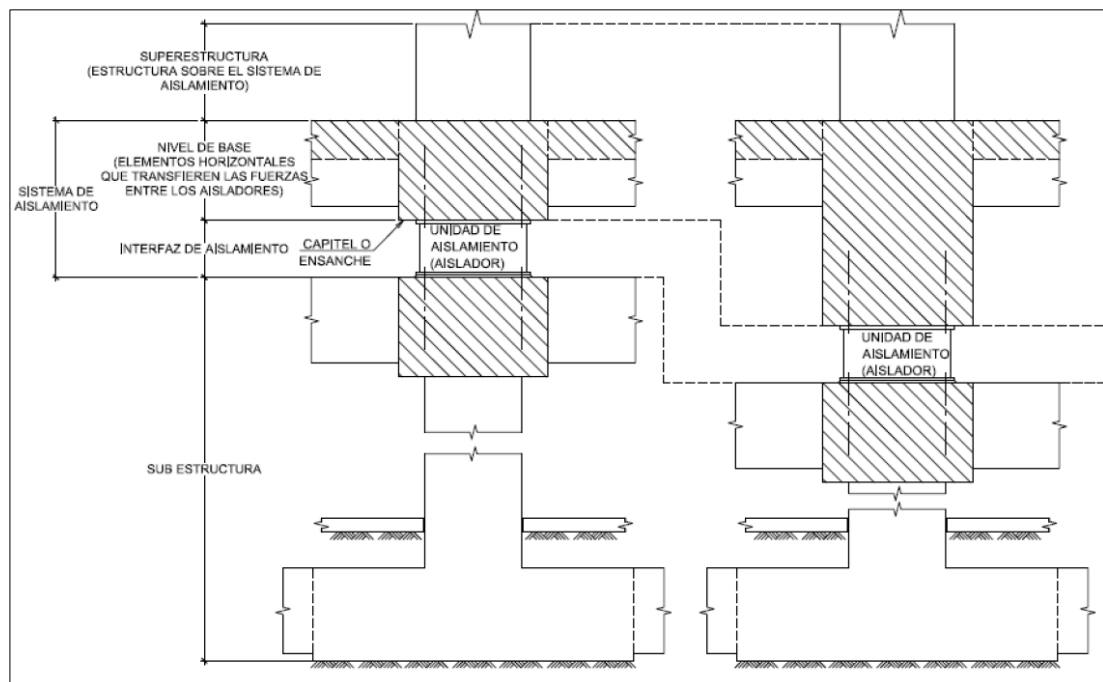 SUPERESTRUCTURA
(ESTRUCTURA SOBRE EL SISTEMA DE
AISLAMIENTO)
NIVEL DE BASE
(ELEMENTOS HORIZONTALES
QUE TRANSFIEREN LAS FUERZAS
ENTRE LOS AISLADORES)
SISTEMA DE
AISLAMIENTO
INTERFAZ DE AISLAMIENTO
CAPITEL O
ENSANCHE
UNIDAD DE
AISLAMIENTO
(AISLADOR)
UNIDAD DE
AISLAMIENTO
(AISLADOR)
SUB ESTRUCTURA